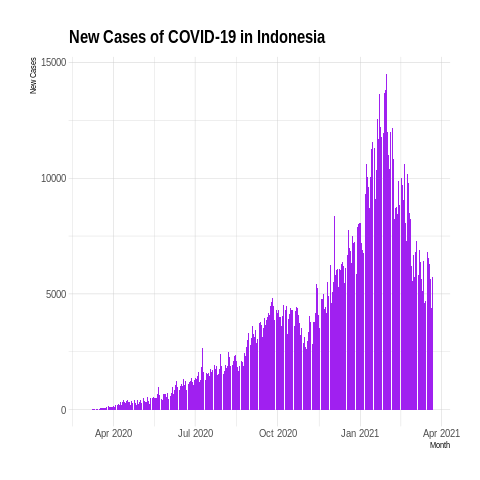 New Cases of COVID-19 in Indonesia
New Cases
15000
10000
5000
0
Apr 2020
Jul 2020
Oct 2020
Jan 2021
Apr 2021
Month